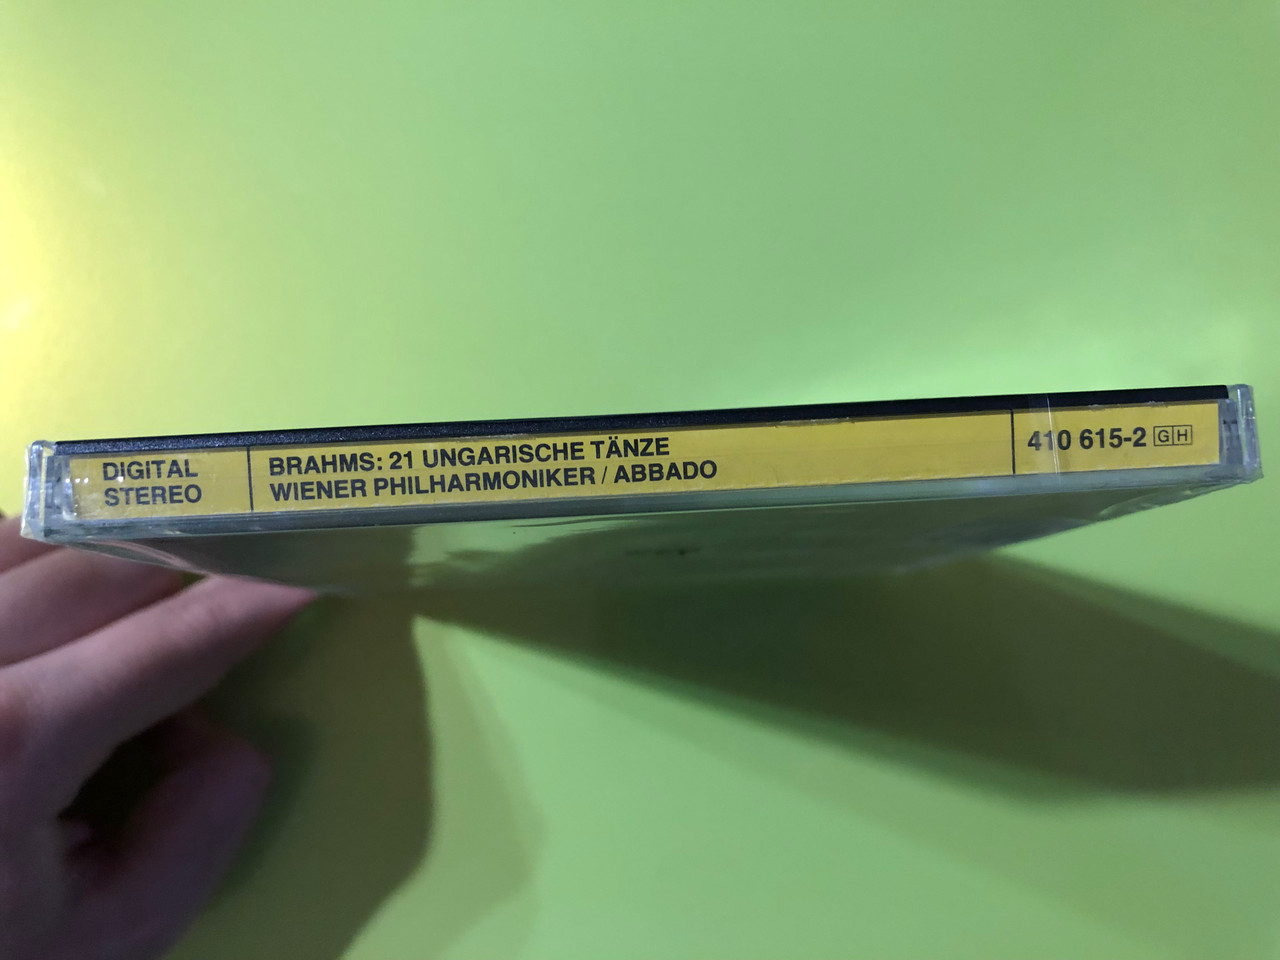 DIGITAL
STEREO
BRAHMS: 21 UNGARISCHE TÄNZE
WIENER PHILHARMONIKER / ABBADO
410 615-2 GH